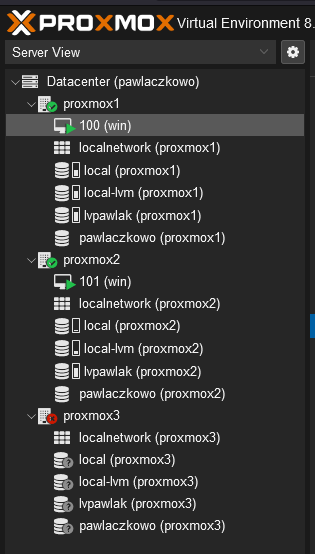 PROXMOX Virtual Environment 8.
Server View
Datacenter (pawlaczkowo)
proxmox1
100 (win)
localnetwork (proxmox1)
local (proxmox1)
local-lvm (proxmox1)
lvpawlak (proxmox1)
pawlaczkowo (proxmox1)
proxmox2
101 (win)
localnetwork (proxmox2)
local (proxmox2)
local-lvm (proxmox2)
lvpawlak (proxmox2)
pawlaczkowo (proxmox2)
proxmox3
localnetwork (proxmox3)
local (proxmox3)
local-lvm (proxmox3)
lvpawlak (proxmox3)
pawlaczkowo (proxmox3)